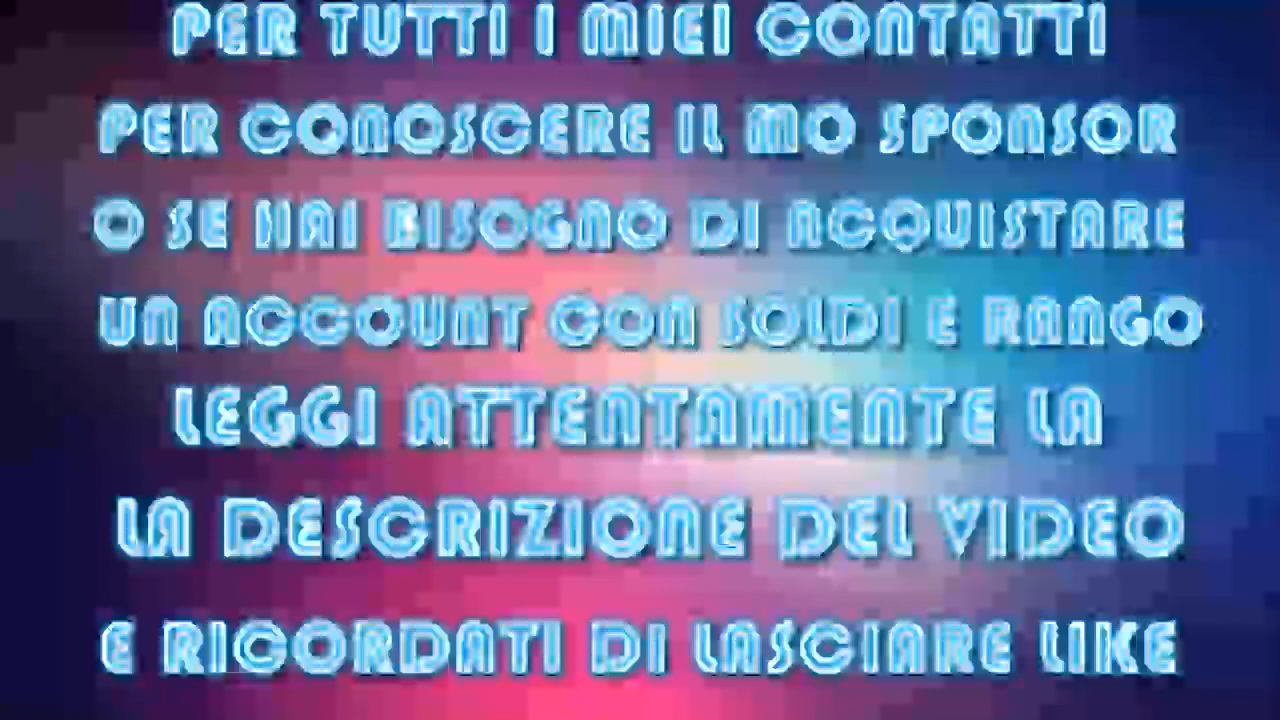 PER TUTTI I MIEI CONTATTI
PER CONOSCERE IL MO SPONSOR
O SE HAI BISOGNO DI ACQUISTARE
UN ACCOUNT CON SOLDI E RANGO
LEGGI ATTENTAMENTE LA
LA DESCRIZIONE DEL VIDEO
E RICORDATI DI LASCIARE LIKE